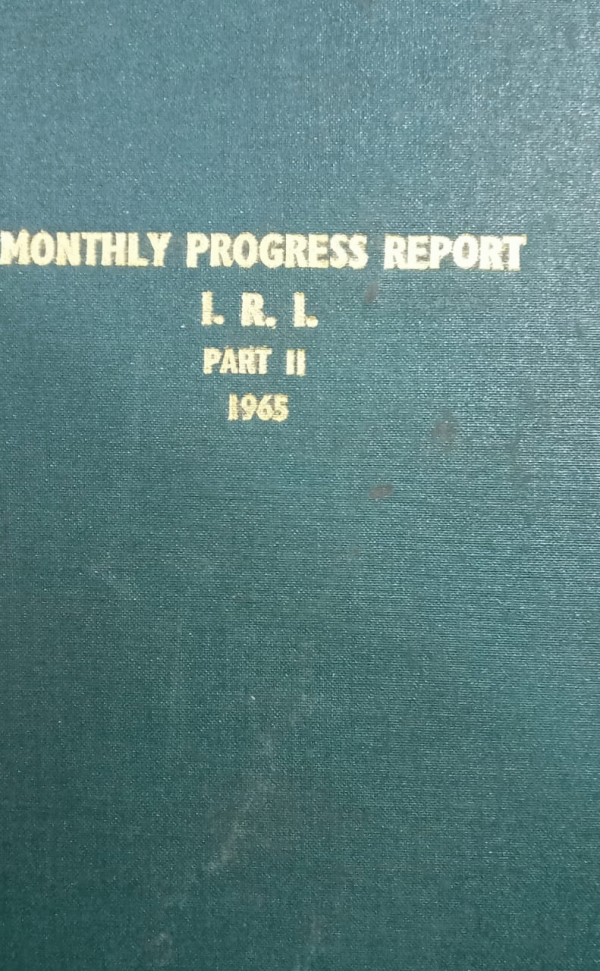 MONTHLY PROGRESS REPORT
I. R. I.
PART II
1965